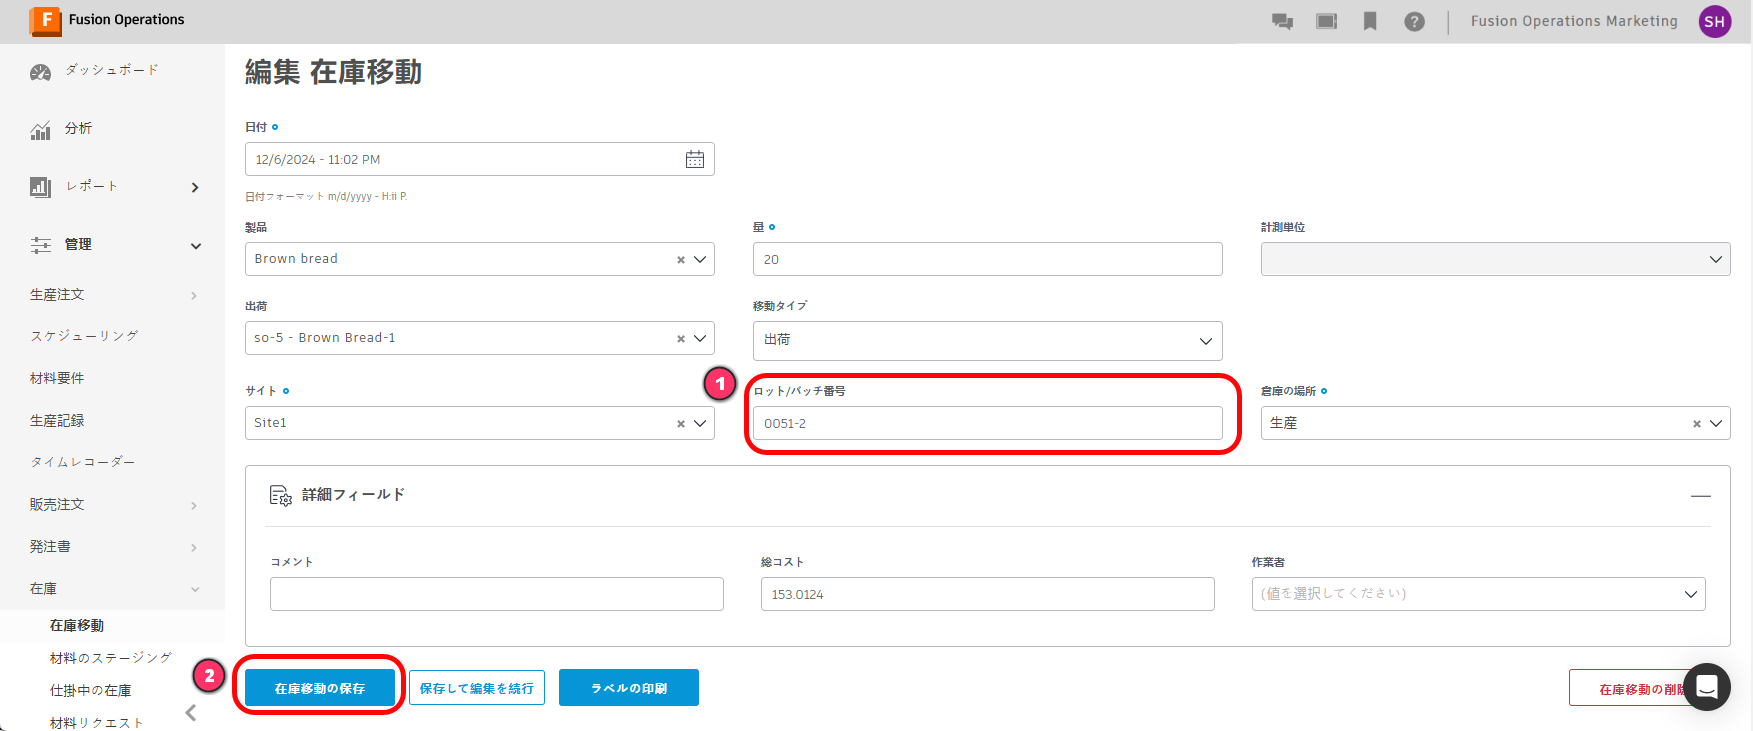 Fusion Operations
Fusion Operations Marketing
SH
ダッシュボード
分析
レポート
管理
生産注文
スケジューリング
材料要件
生産記録
タイムレコーダー
販売注文
発注書
在庫
在庫移動
材料のステージング
仕掛中の在庫
材料リクエスト
編集 在庫移動
日付
12/6/2024 - 11:02 PM
日付フォーマット m/d/yyyy - H:ii P.
製品
量
計測単位
Brown bread
20
出荷
移動タイプ
so-5 - Brown Bread-1
出荷
サイト
1
ロット/バッチ番号
倉庫の場所
Site1
0051-2
生産
詳細フィールド
コメント
総コスト
作業者
153.0124
(値を選択してください)
2
在庫移動の保存
保存して編集を続行
ラベルの印刷
在庫移動の削